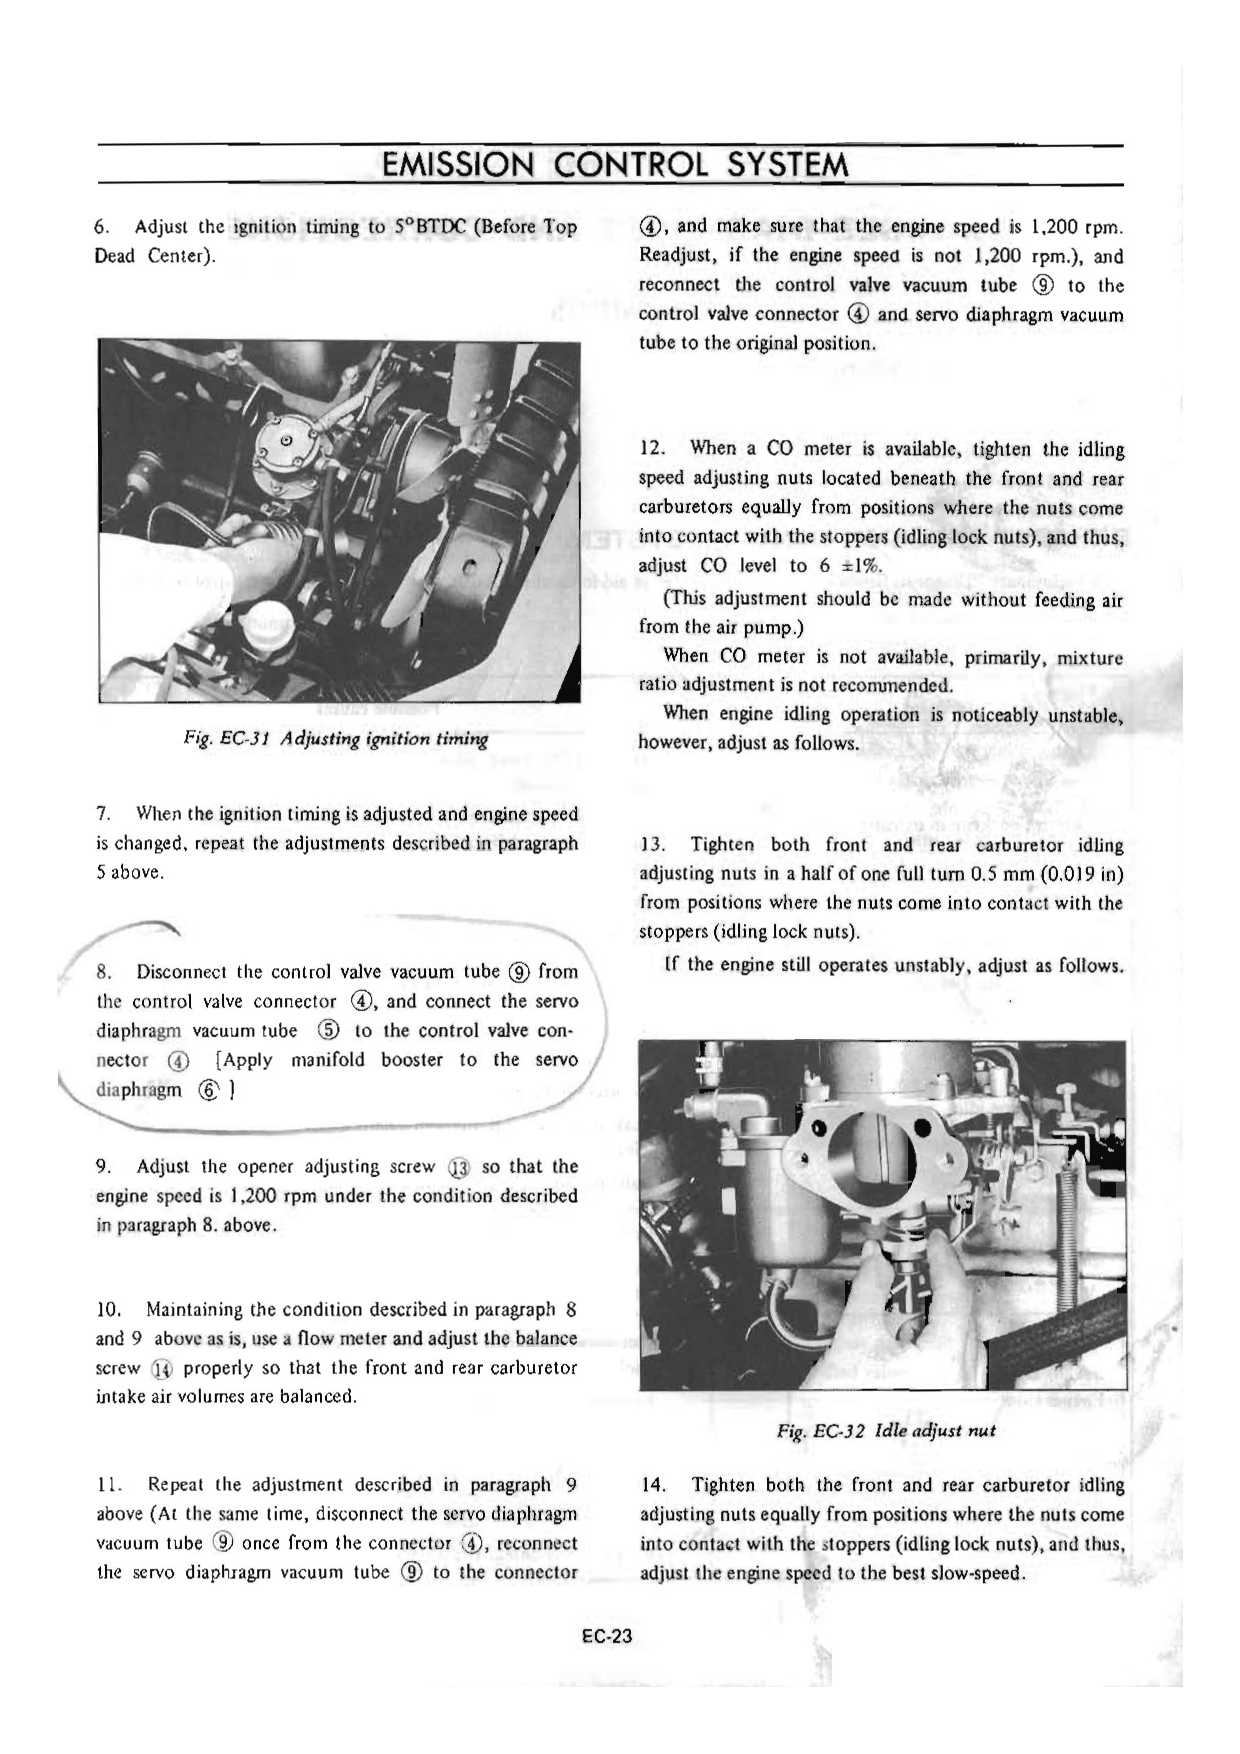 EMISSION CONTROL SYSTEM
6. Adjust the ignition timing to 5°BTDC (Before Top
Dead Center).
Fig. EC-31 Adjusting ignition timing
7. When the ignition timing is adjusted and engine speed
is changed, repeat the adjustments described in paragraph
5 above.
8. Disconnect the control valve vacuum tube ⑨ from
the control valve connector ④, and connect the servo
diaphragm vacuum tube ⑤ to the control valve con-
nector ④ [Apply manifold booster to the servo
diaphragm ⑥ ]
9. Adjust the opener adjusting screw ⑬ so that the
engine speed is 1,200 rpm under the condition described
in paragraph 8. above.
10. Maintaining the condition described in paragraph 8
and 9 above as is, use a flow meter and adjust the balance
screw ⑭ properly so that the front and rear carburetor
intake air volumes are balanced.
11. Repeat the adjustment described in paragraph 9
above (At the same time, disconnect the servo diaphragm
vacuum tube ⑨ once from the connector ④, reconnect
the servo diaphragm vacuum tube ⑨ to the connector
④, and make sure that the engine speed is 1,200 rpm.
Readjust, if the engine speed is not 1,200 rpm.), and
reconnect the control valve vacuum tube ⑨ to the
control valve connector ④ and servo diaphragm vacuum
tube to the original position.
12. When a CO meter is available, tighten the idling
speed adjusting nuts located beneath the front and rear
carburetors equally from positions where the nuts come
into contact with the stoppers (idling lock nuts), and thus,
adjust CO level to 6 ±1%.
(This adjustment should be made without feeding air
from the air pump.)
When CO meter is not available, primarily, mixture
ratio adjustment is not recommended.
When engine idling operation is noticeably unstable,
however, adjust as follows.
13. Tighten both front and rear carburetor idling
adjusting nuts in a half of one full turn 0.5 mm (0.019 in)
from positions where the nuts come into contact with the
stoppers (idling lock nuts).
If the engine still operates unstably, adjust as follows.
Fig. EC-32 Idle adjust nut
14. Tighten both the front and rear carburetor idling
adjusting nuts equally from positions where the nuts come
into contact with the stoppers (idling lock nuts), and thus,
adjust the engine speed to the best slow-speed.
EC-23